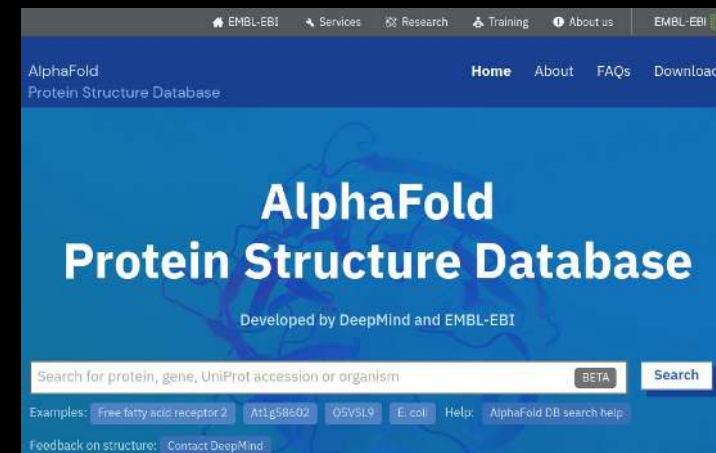 EMBL-EBI Services Research Training About us EMBL-EBI
AlphaFold
Protein Structure Database
Home About FAQs Download
AlphaFold
Protein Structure Database
Developed by DeepMind and EMBL-EBI
Search for protein, gene, UniProt accession or organism BETA Search
Examples: Free fatty acid receptor 2 At1g58602 Q5VSL9 E. coli Help: AlphaFold DB search help
Feedback on structure: Contact DeepMind